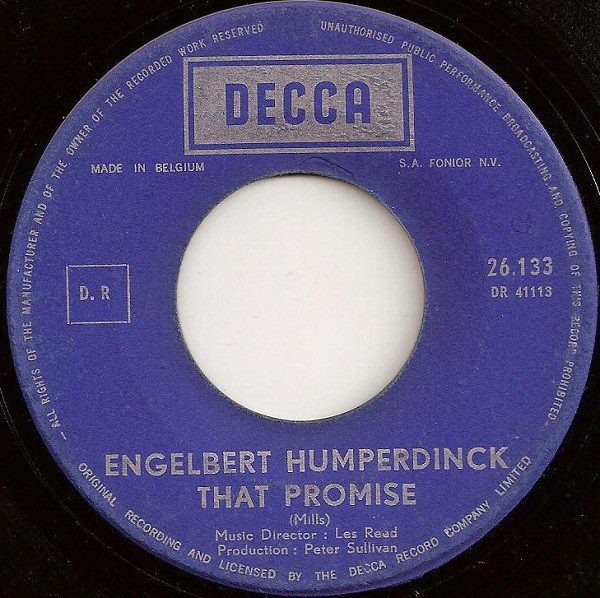 — ALL RIGHTS OF THE MANUFACTURER AND OF THE OWNER OF THE RECORDED WORK RESERVED
UNAUTHORISED PUBLIC PERFORMANCE BROADCASTING AND COPYING OF THIS RECORD PROHIBITED. —
DECCA
MADE IN BELGIUM
S.A. FONIOR N.V.
D. R
26.133
DR 41113
ENGELBERT HUMPERDINCK
THAT PROMISE
(Mills)
Music Director : Les Read
Production : Peter Sullivan
ORIGINAL RECORDING AND LICENSED BY THE DECCA RECORD COMPANY LIMITED